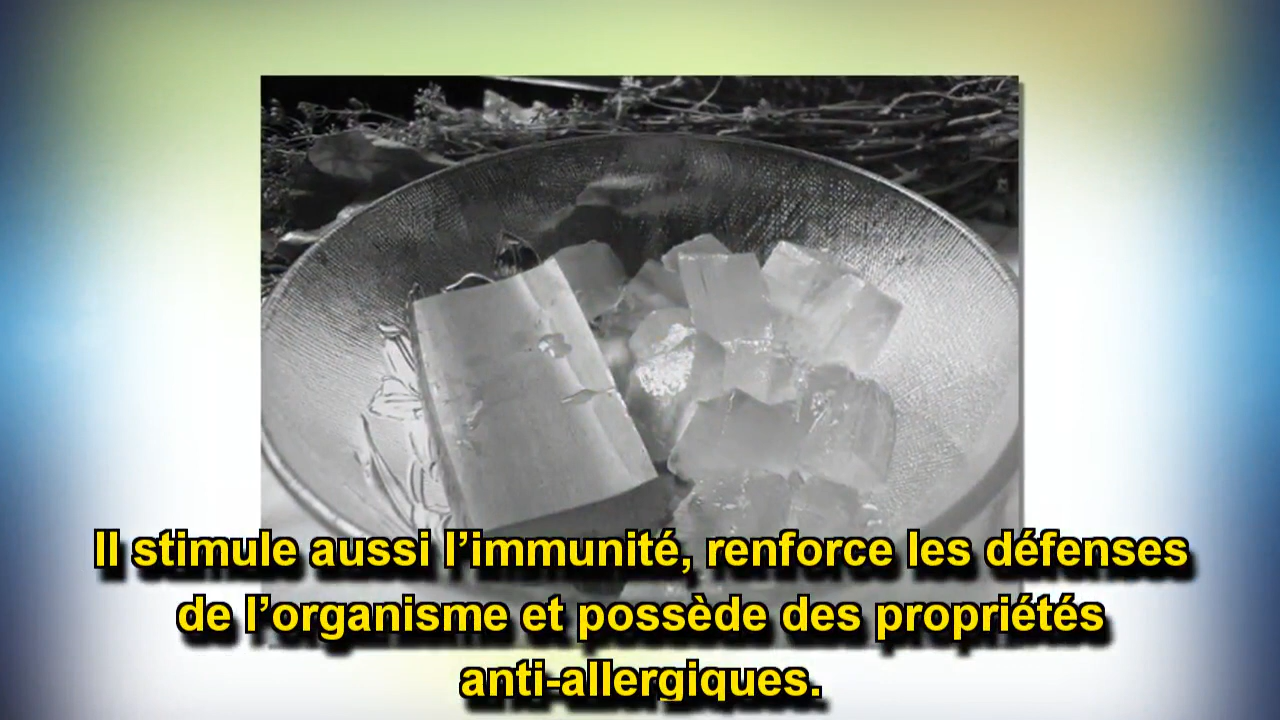 Il stimule aussi l’immunité, renforce les défenses
de l’organisme et possède des propriétés
anti-allergiques.